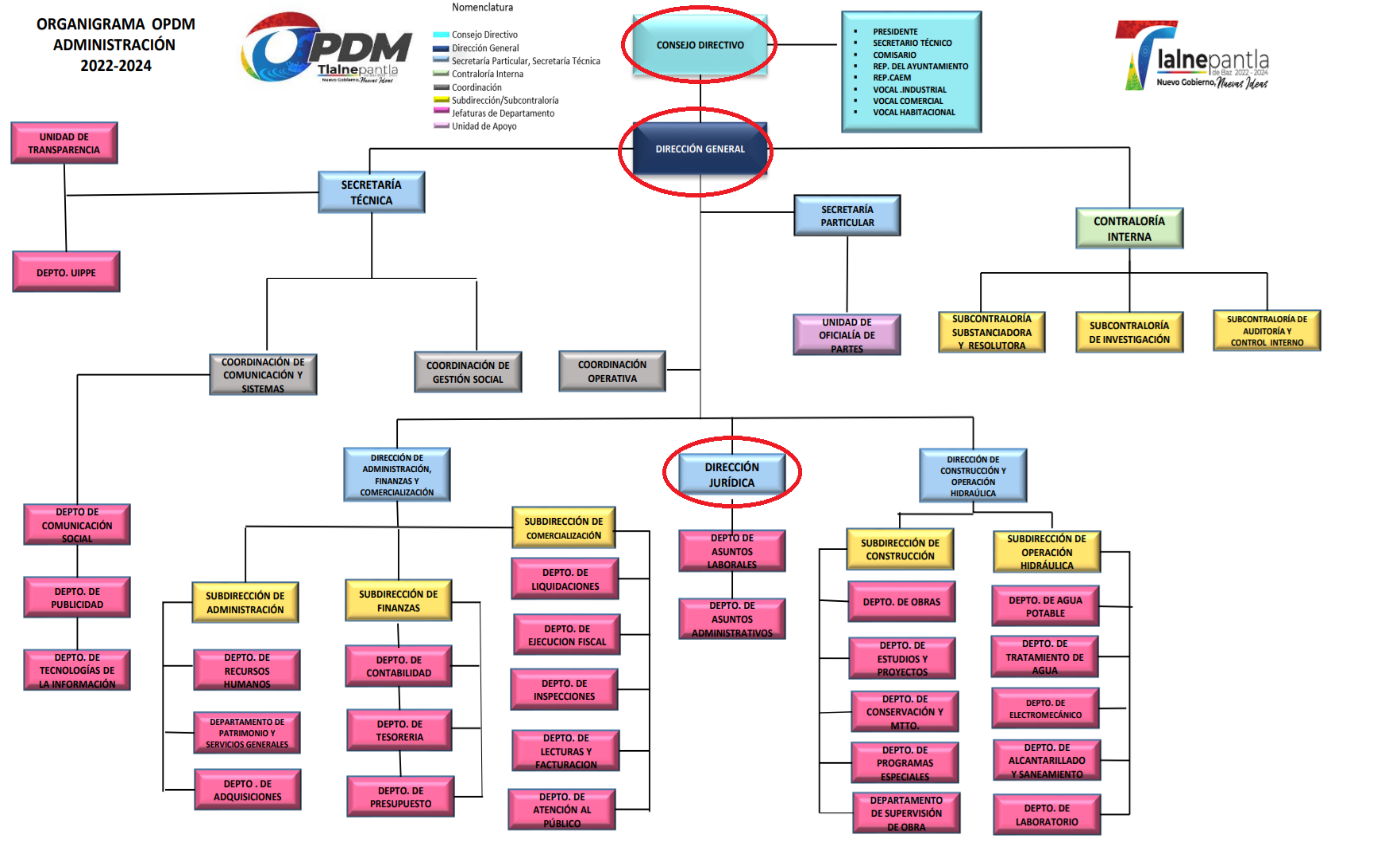 ORGANIGRAMA OPDM
ADMINISTRACIÓN
2022-2024
OPDM
Tlalnepantla
Nuevo Gobierno, Nuevas Ideas
Nomenclatura
Consejo Directivo
Dirección General
Secretaría Particular, Secretaría Técnica
Contraloría Interna
Coordinación
Subdirección/Subcontraloría
Jefaturas de Departamento
Unidad de Apoyo
CONSEJO DIRECTIVO
▪ PRESIDENTE
▪ SECRETARIO TÉCNICO
▪ COMISARIO
▪ REP. DEL AYUNTAMIENTO
▪ REP.CAEM
▪ VOCAL .INDUSTRIAL
▪ VOCAL COMERCIAL
▪ VOCAL HABITACIONAL
Tlalnepantla
de Baz 2022 - 2024
Nuevo Gobierno, Nuevas Ideas
DIRECCIÓN GENERAL
UNIDAD DE
TRANSPARENCIA
SECRETARÍA
TÉCNICA
DEPTO. UIPPE
SECRETARÍA
PARTICULAR
CONTRALORÍA
INTERNA
UNIDAD DE
OFICIALÍA DE
PARTES
SUBCONTRALORÍA
SUBSTANCIADORA
Y RESOLUTORA
SUBCONTRALORÍA
DE INVESTIGACIÓN
SUBCONTRALORÍA DE
AUDITORÍA Y
CONTROL INTERNO
COORDINACIÓN DE
COMUNICACIÓN Y
SISTEMAS
COORDINACIÓN DE
GESTIÓN SOCIAL
COORDINACIÓN
OPERATIVA
DIRECCIÓN DE
ADMINISTRACIÓN,
FINANZAS Y
COMERCIALIZACIÓN
DIRECCIÓN
JURÍDICA
DIRECCIÓN DE
CONSTRUCCIÓN Y
OPERACIÓN
HIDRAÚLICA
DEPTO DE
COMUNICACIÓN
SOCIAL
DEPTO. DE
PUBLICIDAD
DEPTO. DE
TECNOLOGÍAS DE
LA INFORMACIÓN
SUBDIRECCIÓN DE
ADMINISTRACIÓN
DEPTO. DE
RECURSOS
HUMANOS
DEPARTAMENTO DE
PATRIMONIO Y
SERVICIOS GENERALES
DEPTO . DE
ADQUISICIONES
SUBDIRECCIÓN DE
FINANZAS
DEPTO. DE
CONTABILIDAD
DEPTO. DE
TESORERIA
DEPTO. DE
PRESUPUESTO
SUBDIRECCIÓN DE
COMERCIALIZACIÓN
DEPTO. DE
LIQUIDACIONES
DEPTO. DE
EJECUCION FISCAL
DEPTO. DE
INSPECCIONES
DEPTO. DE
LECTURAS Y
FACTURACION
DEPTO. DE
ATENCIÓN AL
PÚBLICO
DEPTO DE
ASUNTOS
LABORALES
DEPTO. DE
ASUNTOS
ADMINISTRATIVOS
SUBDIRECCIÓN DE
CONSTRUCCIÓN
DEPTO. DE OBRAS
DEPTO. DE
ESTUDIOS Y
PROYECTOS
DEPTO. DE
CONSERVACIÓN Y
MTTO.
DEPTO. DE
PROGRAMAS
ESPECIALES
DEPARTAMENTO
DE SUPERVISIÓN
DE OBRA
SUBDIRECCIÓN DE
OPERACIÓN
HIDRÁULICA
DEPTO. DE AGUA
POTABLE
DEPTO. DE
TRATAMIENTO DE
AGUA
DEPTO. DE
ELECTROMECÁNICO
DEPTO. DE
ALCANTARILLADO
Y SANEAMIENTO
DEPTO. DE
LABORATORIO